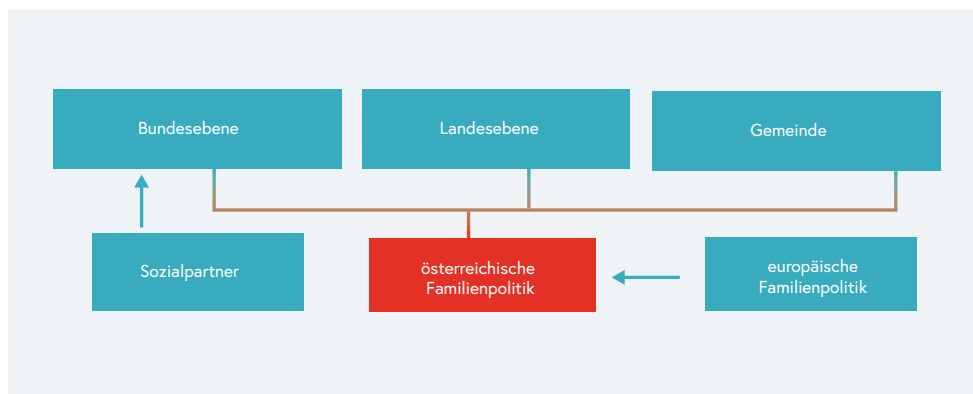 Bundesebene
Landesebene
Gemeinde
Sozialpartner
österreichische
Familienpolitik
europäische
Familienpolitik